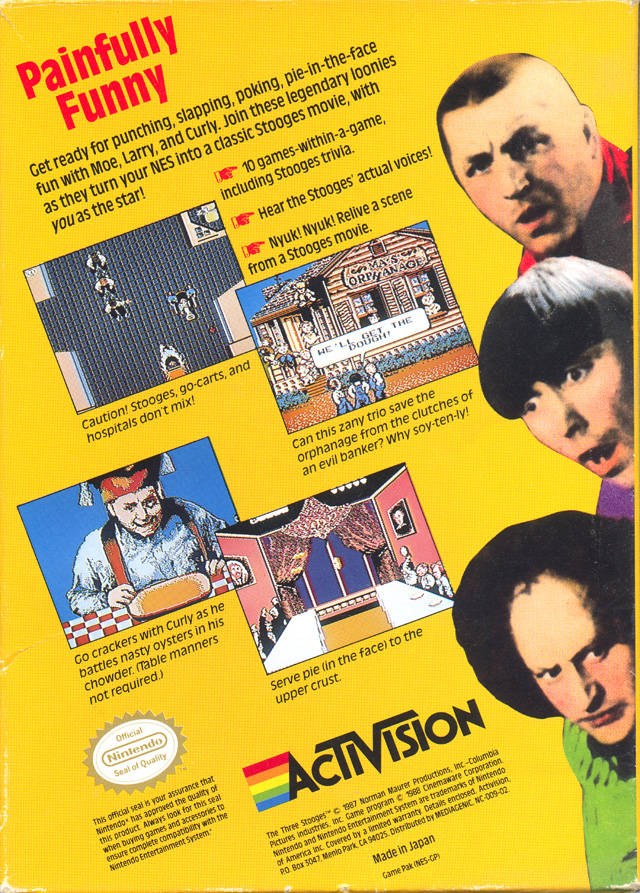 Painfully
Funny
Get ready for punching, slapping, poking, pie-in-the-face
fun with Moe, Larry, and Curly. Join these legendary loonies
as they turn your NES into a classic Stooges movie, with
you as the star!
10 games-within-a-game,
including Stooges trivia.
Hear the Stooges' actual voices!
Nyuk! Nyuk! Relive a scene
from a Stooges movie.
MA'S
ORPHANAGE
WE'LL GET THE
DOUGH!
Caution! Stooges, go-carts, and
hospitals don't mix!
Can this zany trio save the
orphanage from the clutches of
an evil banker? Why soy-ten-ly!
Go crackers with Curly as he
battles nasty oysters in his
chowder. (Table manners
not required.)
Serve pie (in the face) to the
upper crust.
Official
Nintendo
Seal of Quality
TM
This official seal is your assurance that
Nintendo® has approved the quality of
this product. Always look for this seal
when buying games and accessories to
ensure complete compatibility with the
Nintendo Entertainment System.®
ACTIVISION
The Three Stooges™ © 1987 Norman Maurer Productions, Inc.-Columbia
Pictures Industries, Inc. Game program © 1988 Cinemaware Corporation.
Nintendo and Nintendo Entertainment System are trademarks of Nintendo
of America Inc. Covered by a limited warranty. Details enclosed. Activision,
P.O. Box 3047, Menlo Park, CA 94025. Distributed by MEDIAGENIC. NC-009-02
Made in Japan
Game Pak (NES-GP)